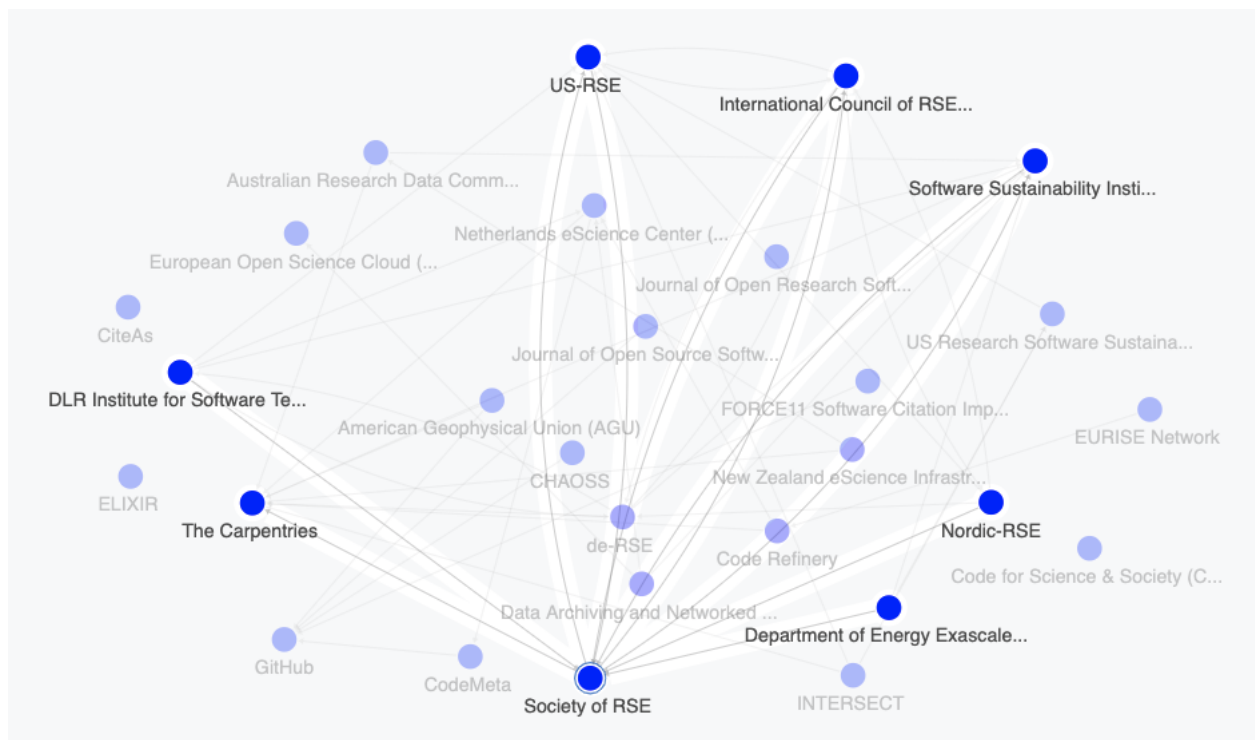 US-RSE
International Council of RSE...
Australian Research Data Comm...
Software Sustainability Insti...
Netherlands eScience Center (...
European Open Science Cloud (...
Journal of Open Research Soft...
CiteAs
US Research Software Sustaina...
Journal of Open Source Softw...
DLR Institute for Software Te...
FORCE11 Software Citation Imp...
American Geophysical Union (AGU)
EURISE Network
CHAOSS
New Zealand eScience Infrastr...
ELIXIR
The Carpentries
Nordic-RSE
de-RSE
Code Refinery
Code for Science & Society (C...
Data Archiving and Networked ...
Department of Energy Exascale...
GitHub
CodeMeta
INTERSECT
Society of RSE